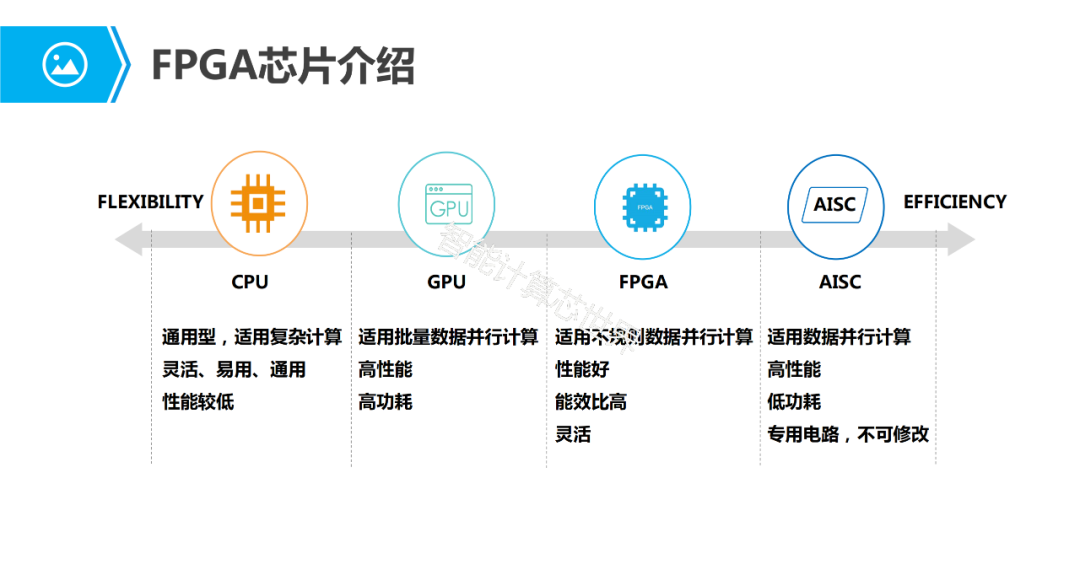 FPGA芯片介绍
FLEXIBILITY
GPU
FPGA
AISC
EFFICIENCY
CPU
GPU
FPGA
AISC
智能计算芯世界
通用型，适用复杂计算
灵活、易用、通用
性能较低
适用批量数据并行计算
高性能
高功耗
适用不规则数据并行计算
性能好
能效比高
灵活
适用数据并行计算
高性能
低功耗
专用电路，不可修改